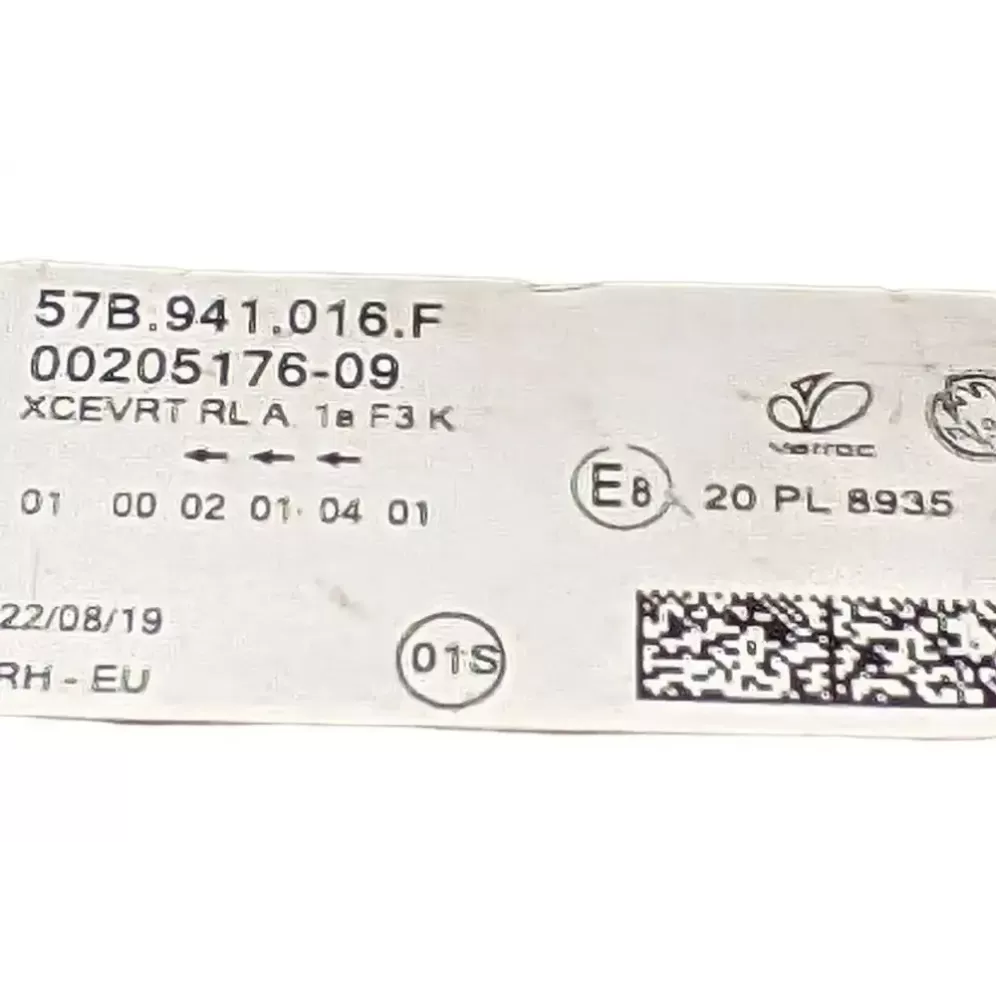 57B.941.016.F
00205176-09
XCEVRT RL A 1a F3 K
← ← ←
01 00 02 01 04 01
22/08/19
RH - EU
01S
varroc
E8 20 PL 8935